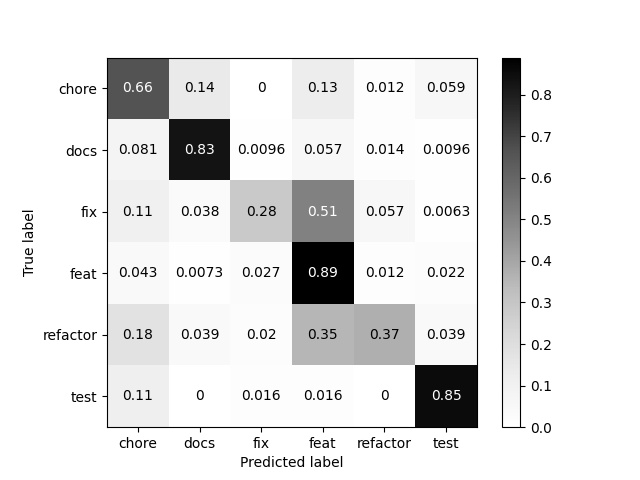 chore 0.66 0.14 0 0.13 0.012 0.059
docs 0.081 0.83 0.0096 0.057 0.014 0.0096
fix 0.11 0.038 0.28 0.51 0.057 0.0063
feat 0.043 0.0073 0.027 0.89 0.012 0.022
refactor 0.18 0.039 0.02 0.35 0.37 0.039
test 0.11 0 0.016 0.016 0 0.85
chore docs fix feat refactor test
Predicted label
True label
0.8
0.7
0.6
0.5
0.4
0.3
0.2
0.1
0.0